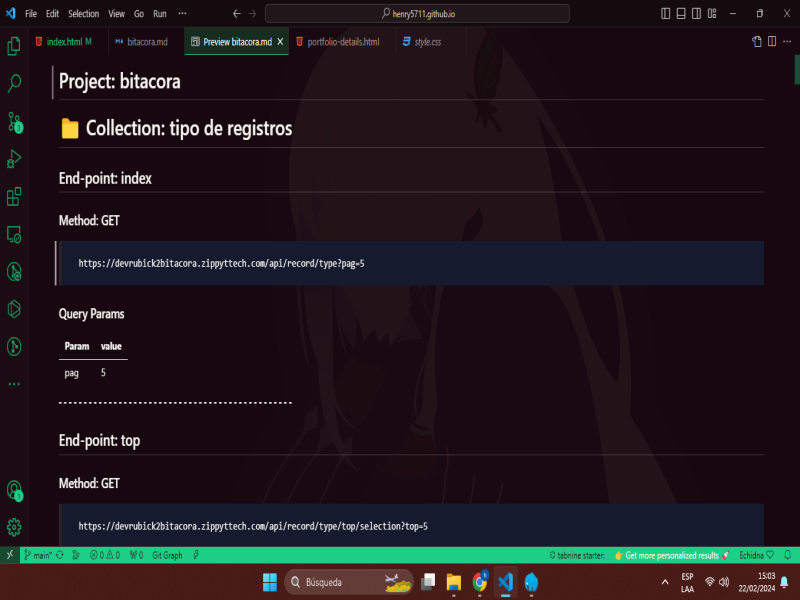 File Edit Selection View Go Run ··· henry5711.github.io
index.html M bitacora.md Preview bitacora.md portfolio-details.html style.css
Project: bitacora
Collection: tipo de registros
End-point: index
Method: GET
https://devrubick2bitacora.zippyttech.com/api/record/type?pag=5
Query Params
Param value
pag 5
End-point: top
Method: GET
https://devrubick2bitacora.zippyttech.com/api/record/type/top/selection?top=5
1
1
main* 0 0 0 Git Graph tabnine starter: Get more personalized results Echidna
Búsqueda ESP LAA 15:03 22/02/2024